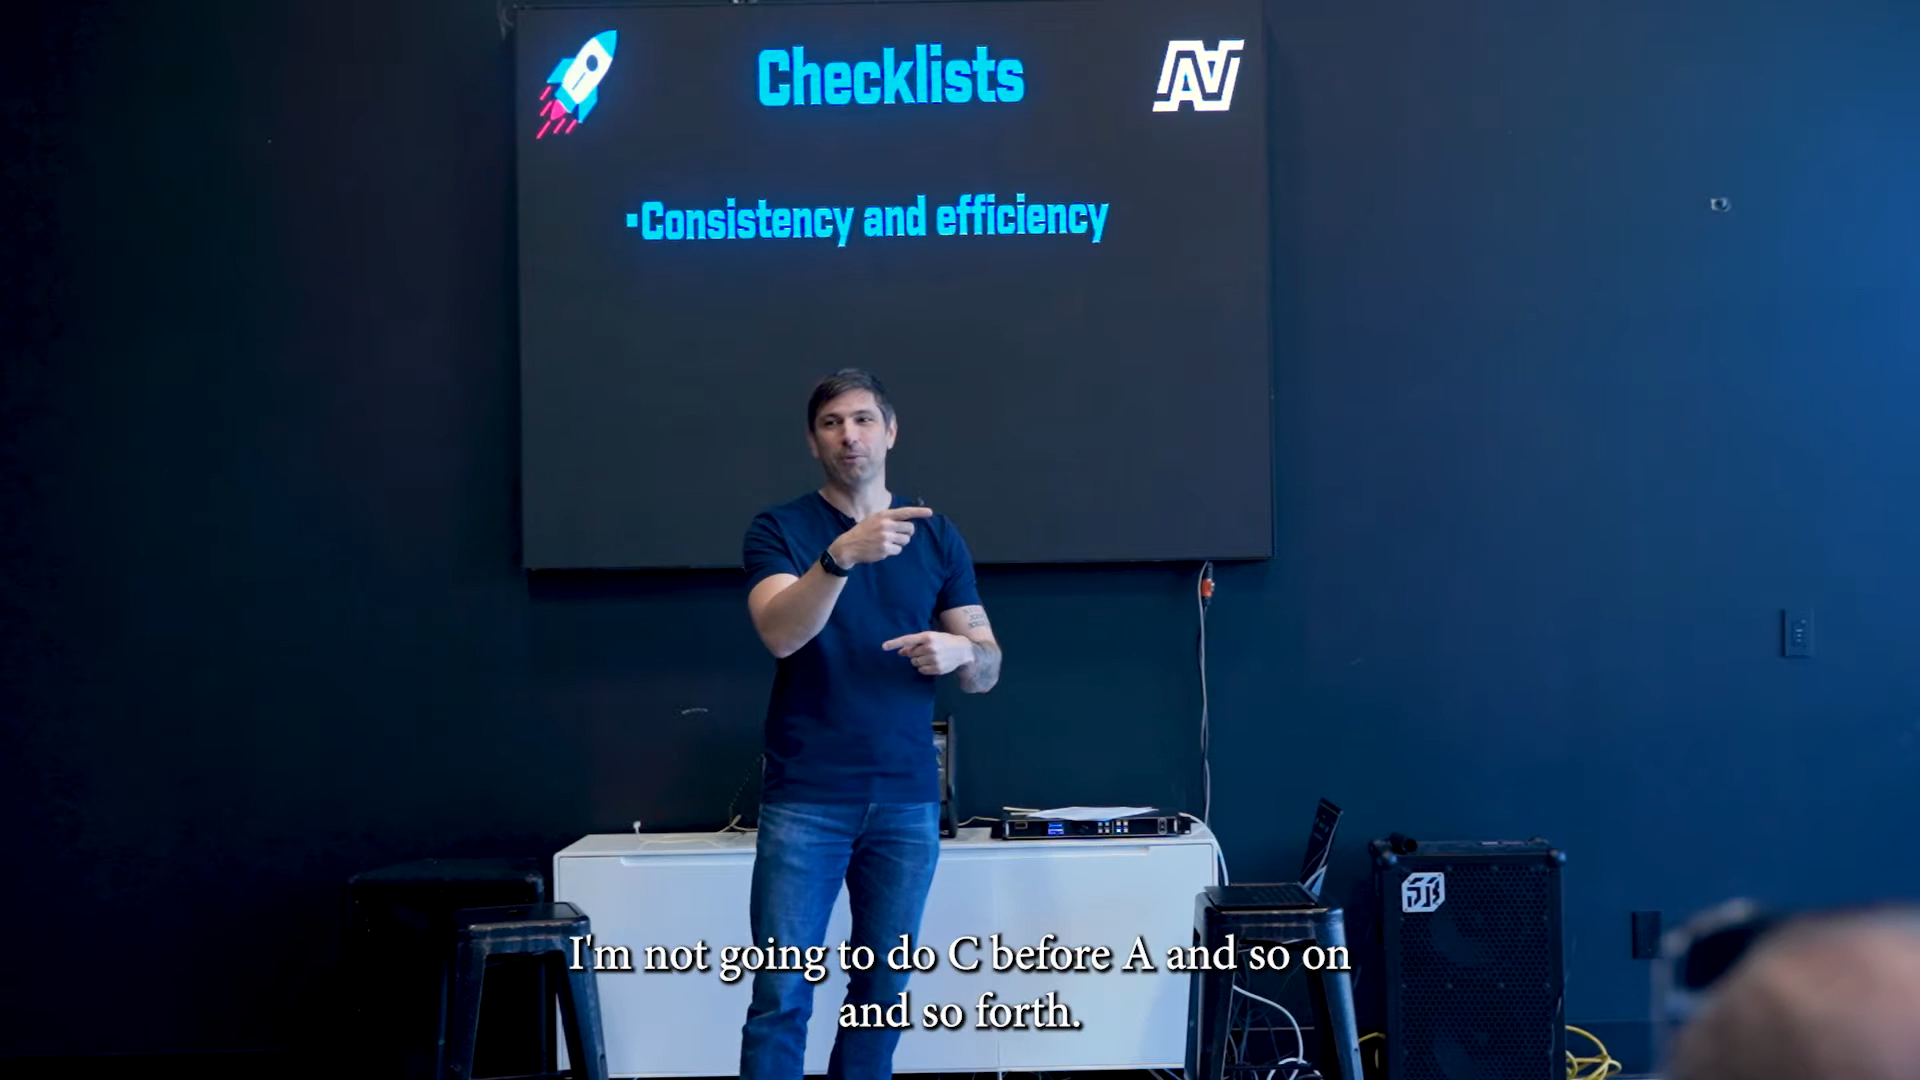 Checklists
▪Consistency and efficiency
I'm not going to do C before A and so on
and so forth.